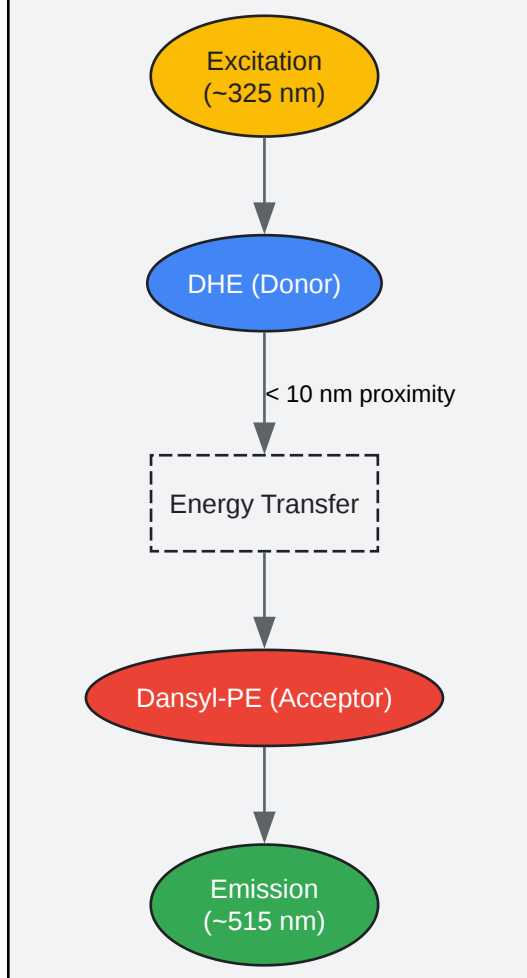 Excitation
(~325 nm)
DHE (Donor)
< 10 nm proximity
Energy Transfer
Dansyl-PE (Acceptor)
Emission
(~515 nm)